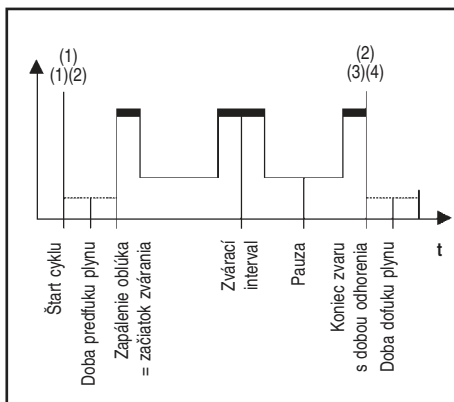 (1)
(1)(2)
(2)
(3)(4)
t
Štart cyklu
Doba predfuku plynu
Zapálenie oblúka
= začiatok zvárania
Zvárací
interval
Pauza
Koniec zvaru
s dobou odhorenia
Doba dofuku plynu